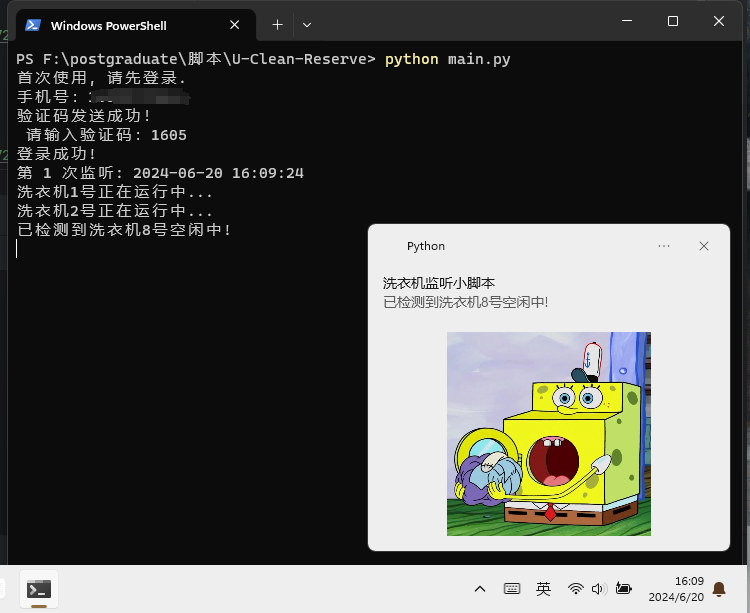 Windows PowerShell
PS F:\postgraduate\脚本\U-Clean-Reserve> python main.py
首次使用, 请先登录.
手机号:
验证码发送成功!
请输入验证码: 1605
登录成功!
第 1 次监听: 2024-06-20 16:09:24
洗衣机1号正在运行中...
洗衣机2号正在运行中...
已检测到洗衣机8号空闲中!
Python
洗衣机监听小脚本
已检测到洗衣机8号空闲中!
英
16:09
2024/6/20